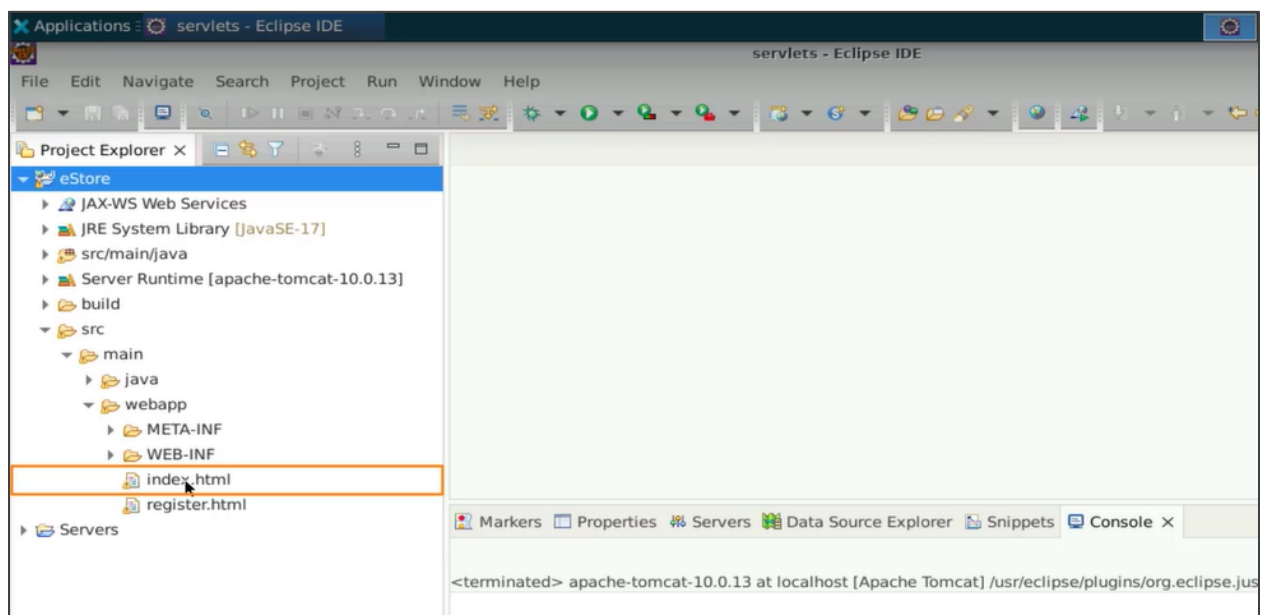 Applications servlets - Eclipse IDE
servlets - Eclipse IDE
File Edit Navigate Search Project Run Window Help
Project Explorer
eStore
JAX-WS Web Services
JRE System Library [JavaSE-17]
src/main/java
Server Runtime [apache-tomcat-10.0.13]
build
src
main
java
webapp
META-INF
WEB-INF
index.html
register.html
Servers
Markers Properties Servers Data Source Explorer Snippets Console
<terminated> apache-tomcat-10.0.13 at localhost [Apache Tomcat] /usr/eclipse/plugins/org.eclipse.jus